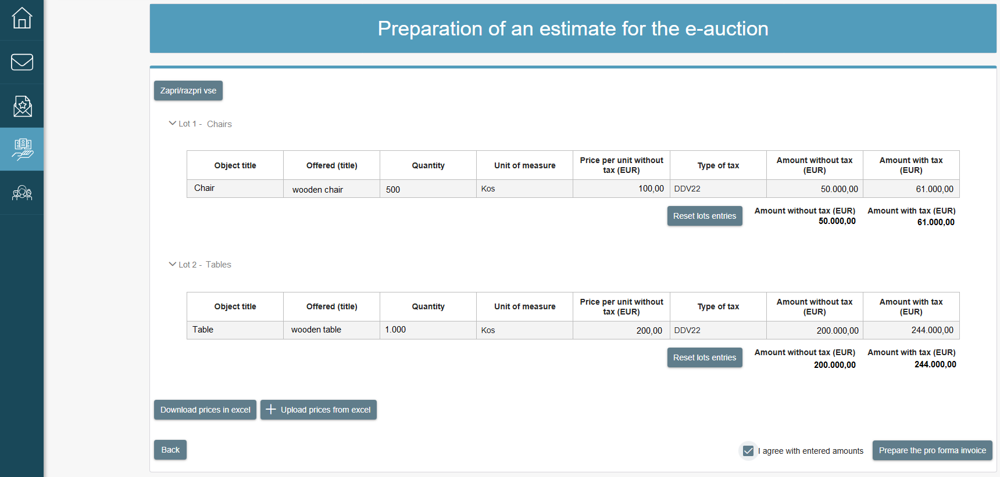 Preparation of an estimate for the e-auction
Zapri/razpri vse
Lot 1 - Chairs
Object title Offered (title) Quantity Unit of measure Price per unit without tax (EUR) Type of tax Amount without tax (EUR) Amount with tax (EUR)
Chair wooden chair 500 Kos 100,00 DDV22 50.000,00 61.000,00
Reset lots entries Amount without tax (EUR) Amount with tax (EUR)
50.000,00 61.000,00
Lot 2 - Tables
Object title Offered (title) Quantity Unit of measure Price per unit without tax (EUR) Type of tax Amount without tax (EUR) Amount with tax (EUR)
Table wooden table 1.000 Kos 200,00 DDV22 200.000,00 244.000,00
Reset lots entries Amount without tax (EUR) Amount with tax (EUR)
200.000,00 244.000,00
Download prices in excel Upload prices from excel
Back I agree with entered amounts Prepare the pro forma invoice